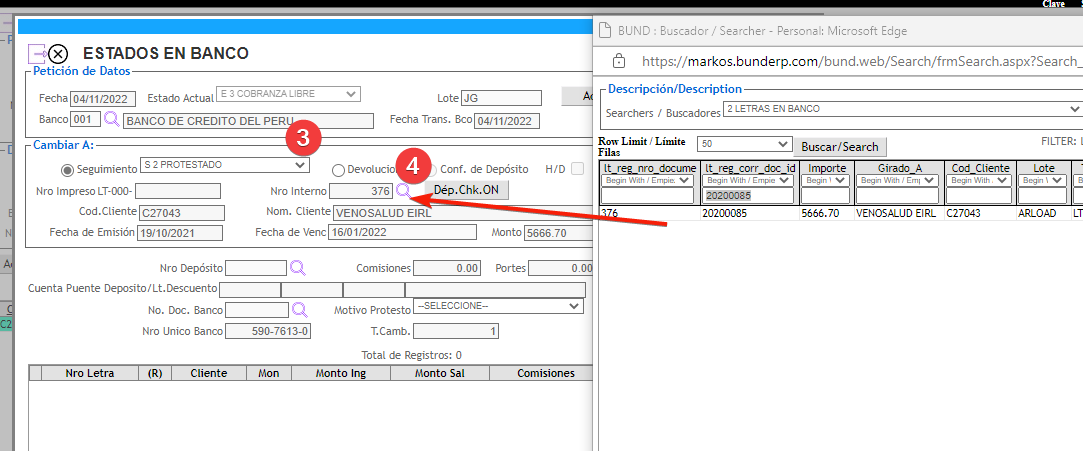 Clave
BUND : Buscador / Searcher - Personal: Microsoft Edge
https://markos.bunderp.com/bund.web/Search/frmSearch.aspx?Search_
ESTADOS EN BANCO
Petición de Datos
Fecha 04/11/2022 Estado Actual E 3 COBRANZA LIBRE Lote JG
Banco 001 BANCO DE CREDITO DEL PERU Fecha Trans. Bco 04/11/2022
3
Cambiar A:
4
Seguimiento S 2 PROTESTADO Devolucio Conf. de Depósito H/D
Nro Impreso LT-000- Nro Interno 376 Dép.Chk.ON
Cod.Cliente C27043 Nom. Cliente VENOSALUD EIRL
Fecha de Emisión 19/10/2021 Fecha de Venc 16/01/2022 Monto 5666.70
Nro Depósito Comisiones 0.00 Portes 0.00
Cuenta Puente Deposito/Lt.Descuento
No. Doc. Banco Motivo Protesto --SELECCIONE--
Nro Unico Banco 590-7613-0 T.Camb. 1
Total de Registros: 0
Nro Letra (R) Cliente Mon Monto Ing Monto Sal Comisiones
Descripción/Description
Searchers / Buscadores 2 LETRAS EN BANCO
Row Limit / Límite Filas 50 Buscar/Search FILTER:
lt_reg_nro_docume lt_reg_corr_doc_id Importe Girado_A Cod_Cliente Lote
Begin With / Empie: Begin With / Empiez Begin W Begin With / En Begin With / Begin
20200085
376 20200085 5666.70 VENOSALUD EIRL C27043 ARLOAD LT
C2